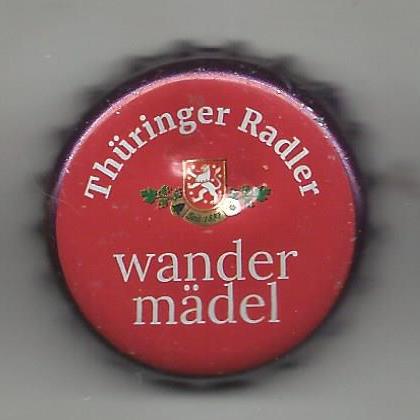 Thüringer Radler
wander
mädel